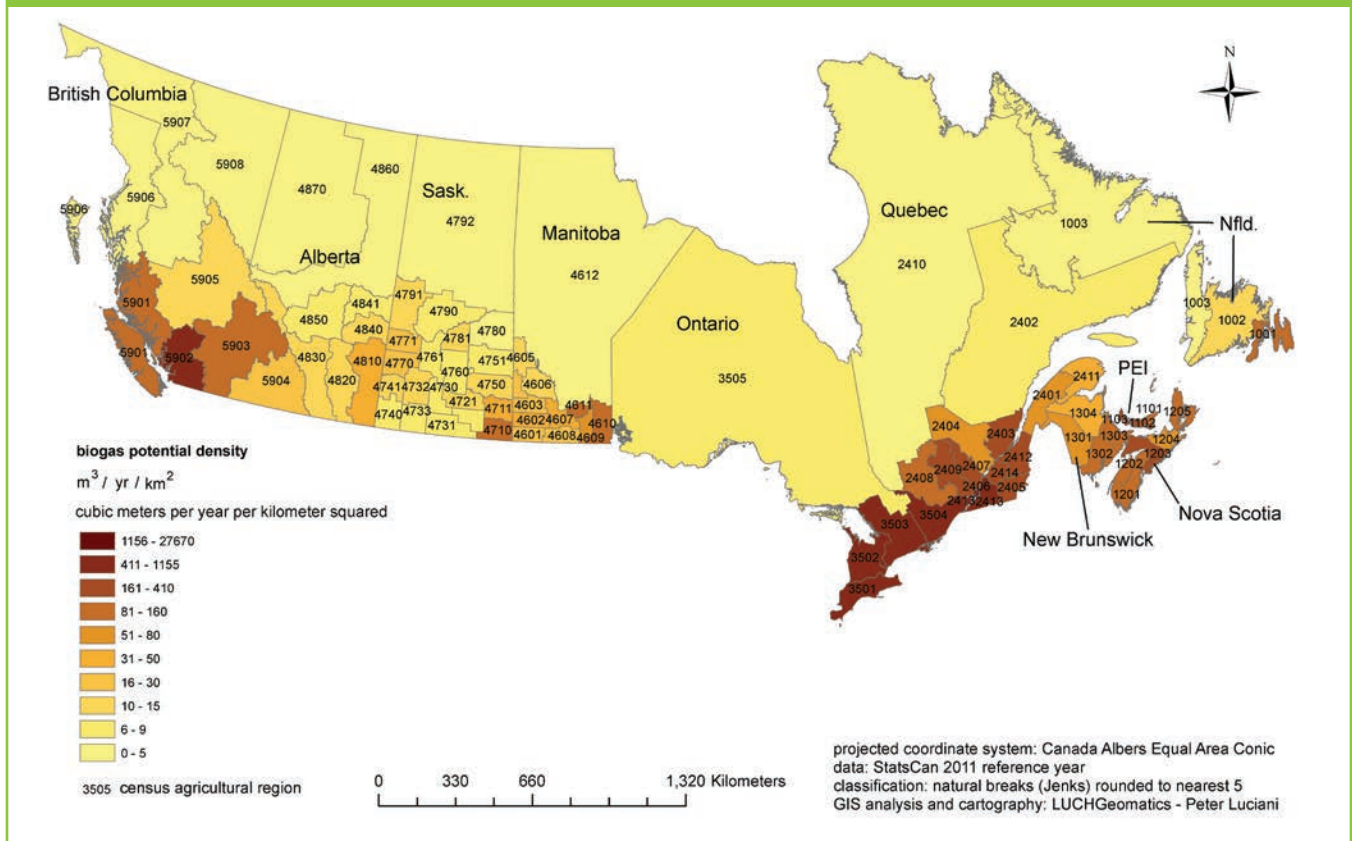 N
British Columbia
5907
5908
4870
4860
Sask.
4792
5906
5906
Alberta
Manitoba
4612
Quebec
2410
1003
Nfld.
5905
5901
5901
5902
5903
5904
4850
4841
4840
4830
4820
4810
4791
4790
4771
4770
4761
4781
4780
4760
4751
4605
4741
4732
4730
4750
4606
4740
4733
4721
4731
4711
4710
4603
4602
4607
4601
4608
4611
4610
4609
Ontario
3505
2402
1003
1002
1001
PEI
2411
2401
1304
1103
1101
1102
1205
1301
1303
1302
1204
1203
1202
1201
2404
2403
2408
2409
2407
2412
2414
2406
2405
2413
2413
3503
3504
3502
3501
Nova Scotia
New Brunswick
biogas potential density
m³ / yr / km²
cubic meters per year per kilometer squared
1156 - 27670
411 - 1155
161 - 410
81 - 160
51 - 80
31 - 50
16 - 30
10 - 15
6 - 9
0 - 5
3505 census agricultural region
0 330 660 1,320 Kilometers
projected coordinate system: Canada Albers Equal Area Conic
data: StatsCan 2011 reference year
classification: natural breaks (Jenks) rounded to nearest 5
GIS analysis and cartography: LUCHGeomatics - Peter Luciani